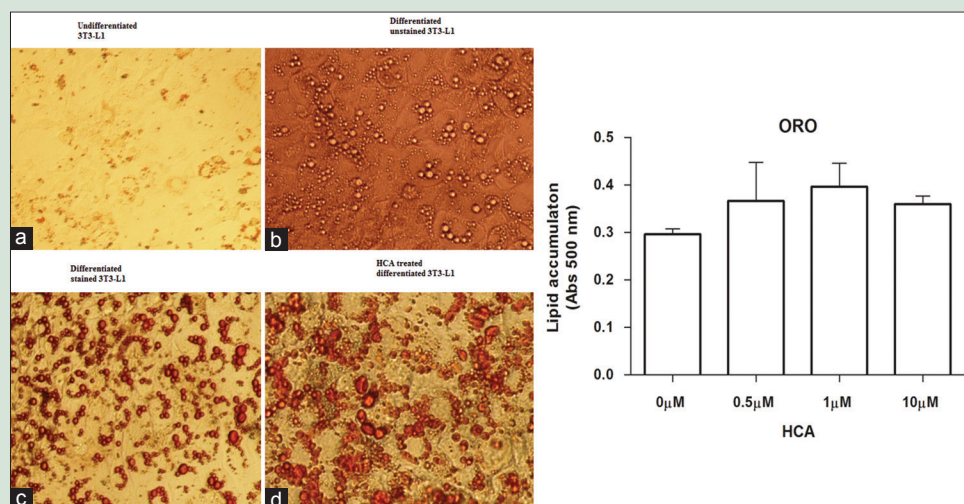 Undifferentiated
3T3-L1
Differentiated
unstained 3T3-L1
a
b
Differentiated
stained 3T3-L1
HCA treated
differentiated 3T3-L1
c
d
ORO
Lipid accumulaton
(Abs 500 nm)
0.5
0.4
0.3
0.2
0.1
0.0
0μM
0.5μM
1μM
10μM
HCA